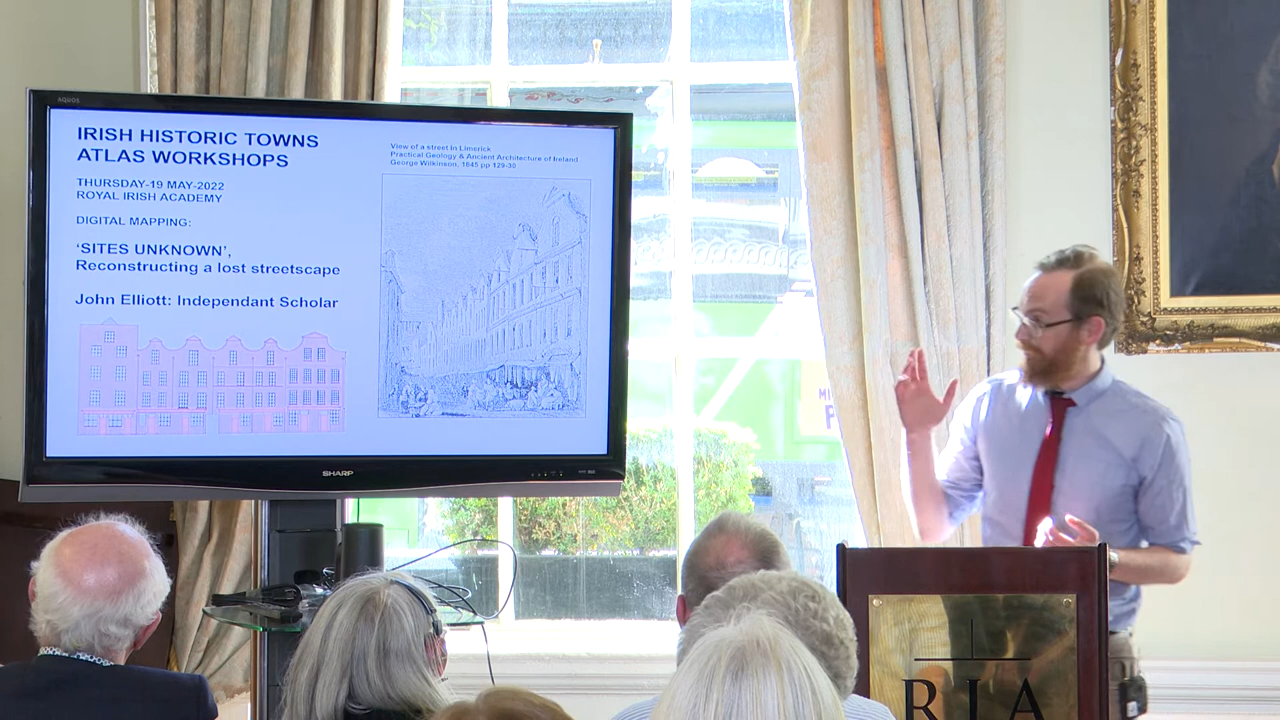 AQUOS
IRISH HISTORIC TOWNS
ATLAS WORKSHOPS
THURSDAY-19 MAY-2022
ROYAL IRISH ACADEMY
DIGITAL MAPPING:
‘SITES UNKNOWN’,
Reconstructing a lost streetscape
John Elliott: Independant Scholar
View of a street in Limerick
Practical Geology & Ancient Architecture of Ireland
George Wilkinson, 1845 pp 129-30
SHARP
RIA